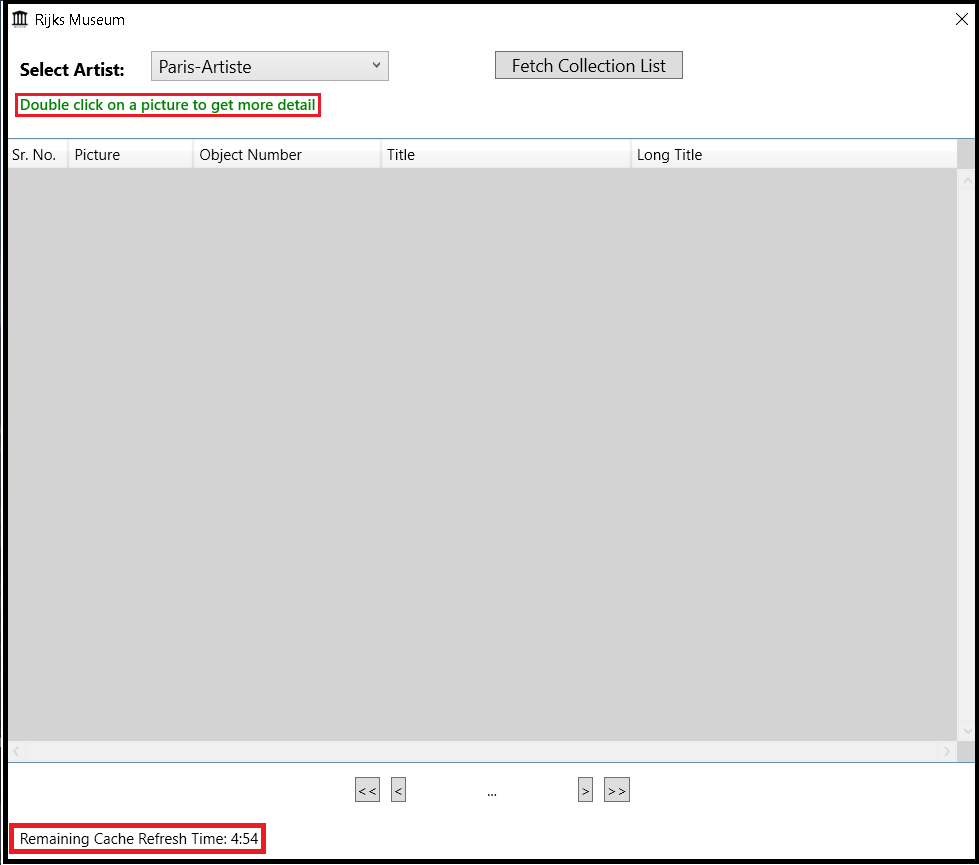 Rijks Museum
Select Artist: Paris-Artiste Fetch Collection List
Double click on a picture to get more detail
Sr. No. Picture Object Number Title Long Title
<< < ... > >>
Remaining Cache Refresh Time: 4:54